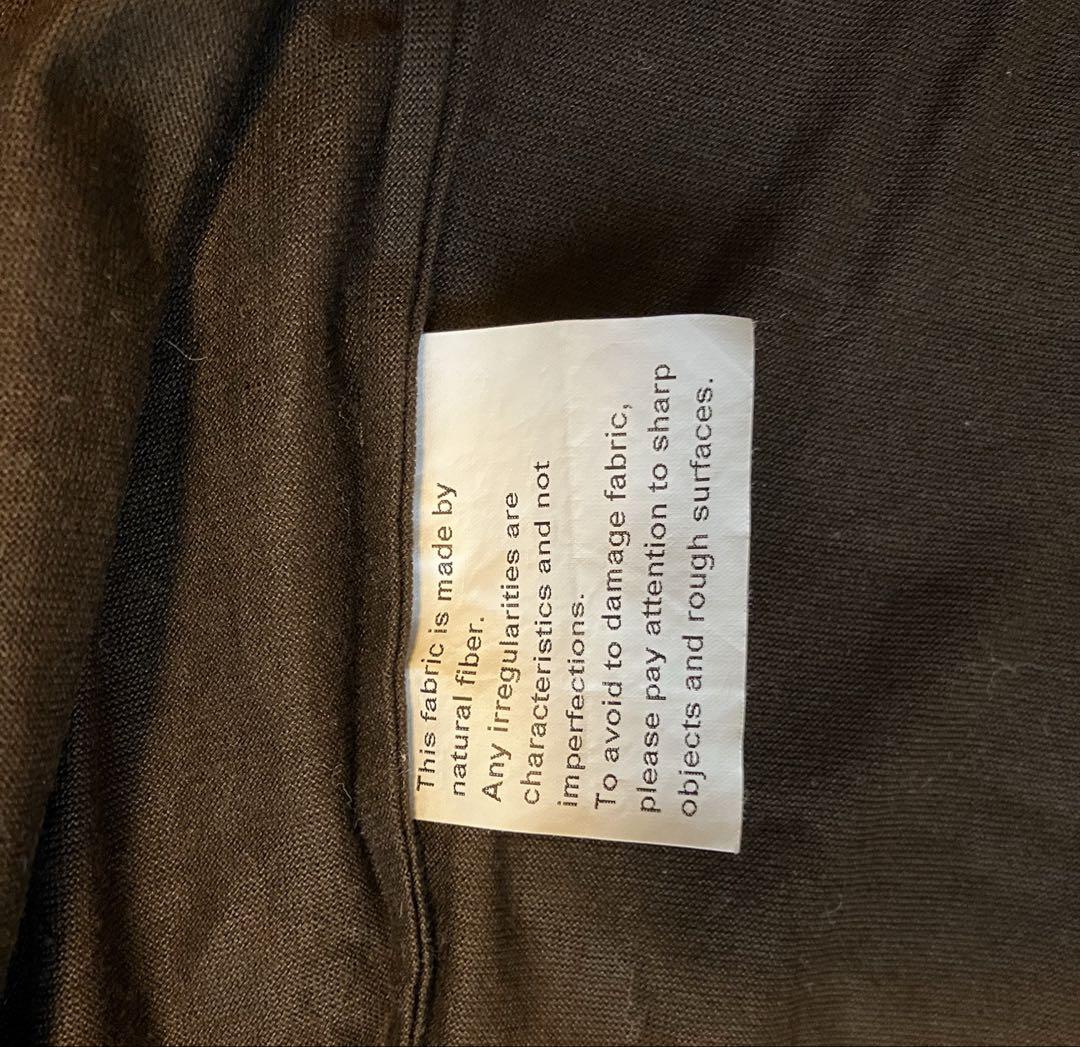 This fabric is made by
natural fiber.
Any irregularities are
characteristics and not
imperfections.
To avoid to damage fabric,
please pay attention to sharp
objects and rough surfaces.